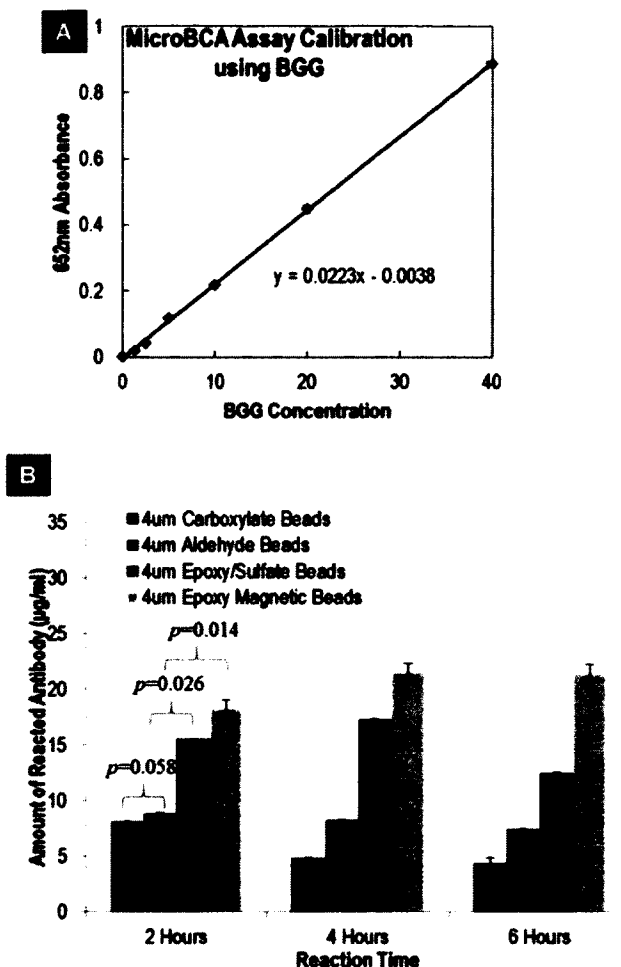 A
MicroBCA Assay Calibration
using BGG
1
0.8
0.6
0.4
0.2
0
652nm Absorbance
y = 0.0223x - 0.0038
0 10 20 30 40
BGG Concentration
B
4um Carboxylate Beads
4um Aldehyde Beads
4um Epoxy/Sulfate Beads
4um Epoxy Magnetic Beads
35
30
25
20
15
10
5
0
Amount of Reacted Antibody (µg/ml)
p=0.014
p=0.026
p=0.058
2 Hours 4 Hours 6 Hours
Reaction Time